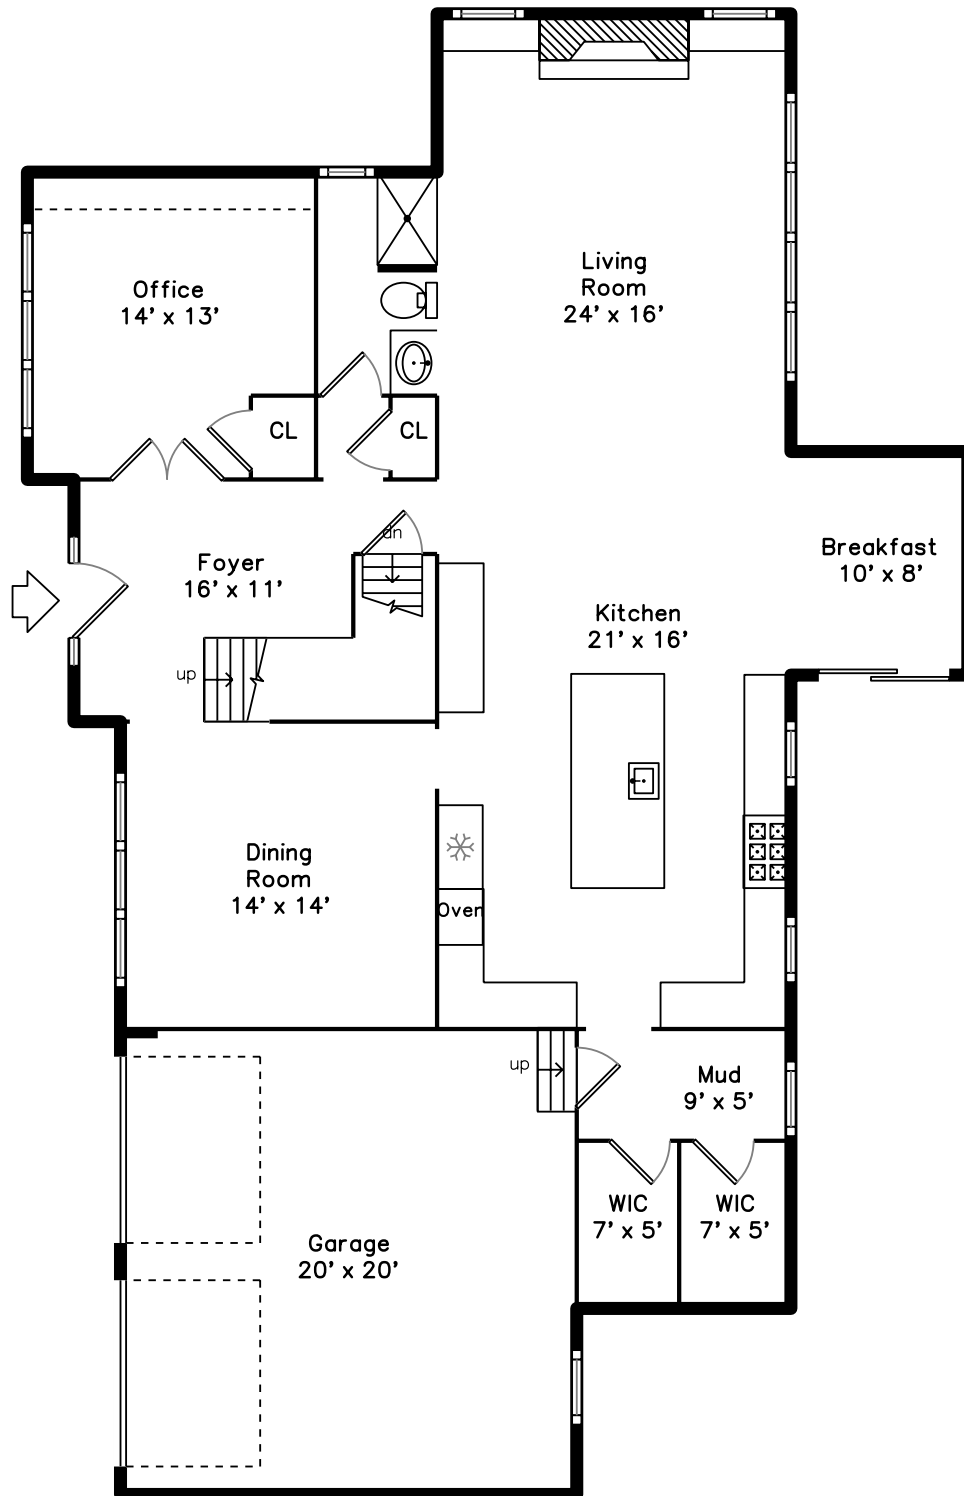 Living
Room
24' x 16'
Office
14' x 13'
CL
CL
dn
Foyer
16' x 11'
Breakfast
10' x 8'
Kitchen
21' x 16'
up
Dining
Room
14' x 14'
Oven
up
Mud
9' x 5'
WIC
7' x 5'
WIC
7' x 5'
Garage
20' x 20'